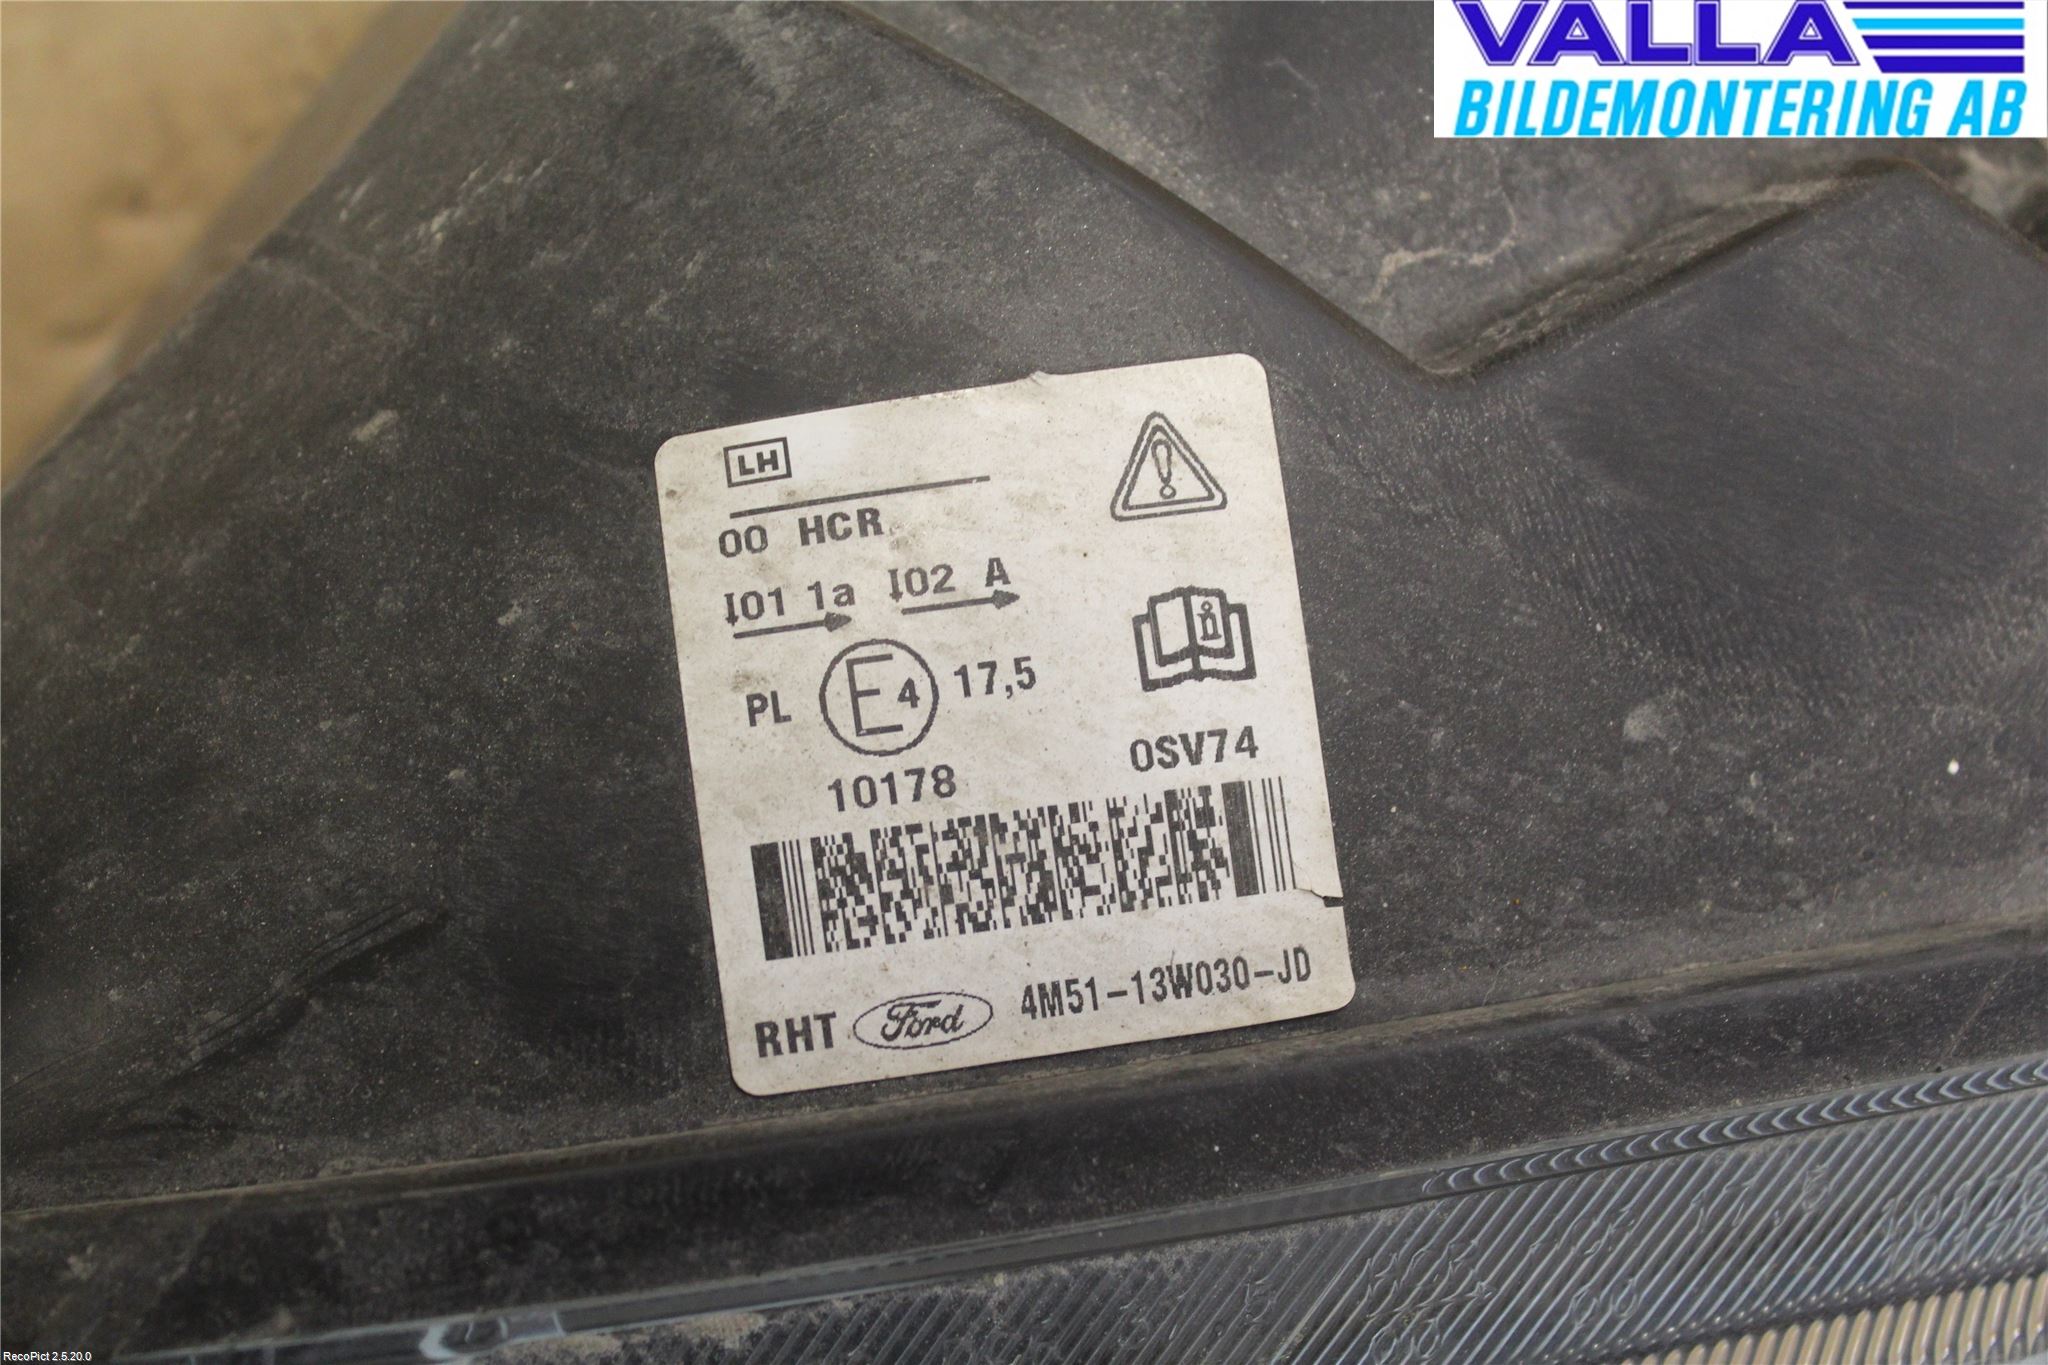 VALLA
BILDEMONTERING AB
LH
00 HCR
I01 1a I02 A
PL E4 17,5
10178
0SV74
RHT Ford 4M51-13W030-JD
RecoPict 2.5.20.0